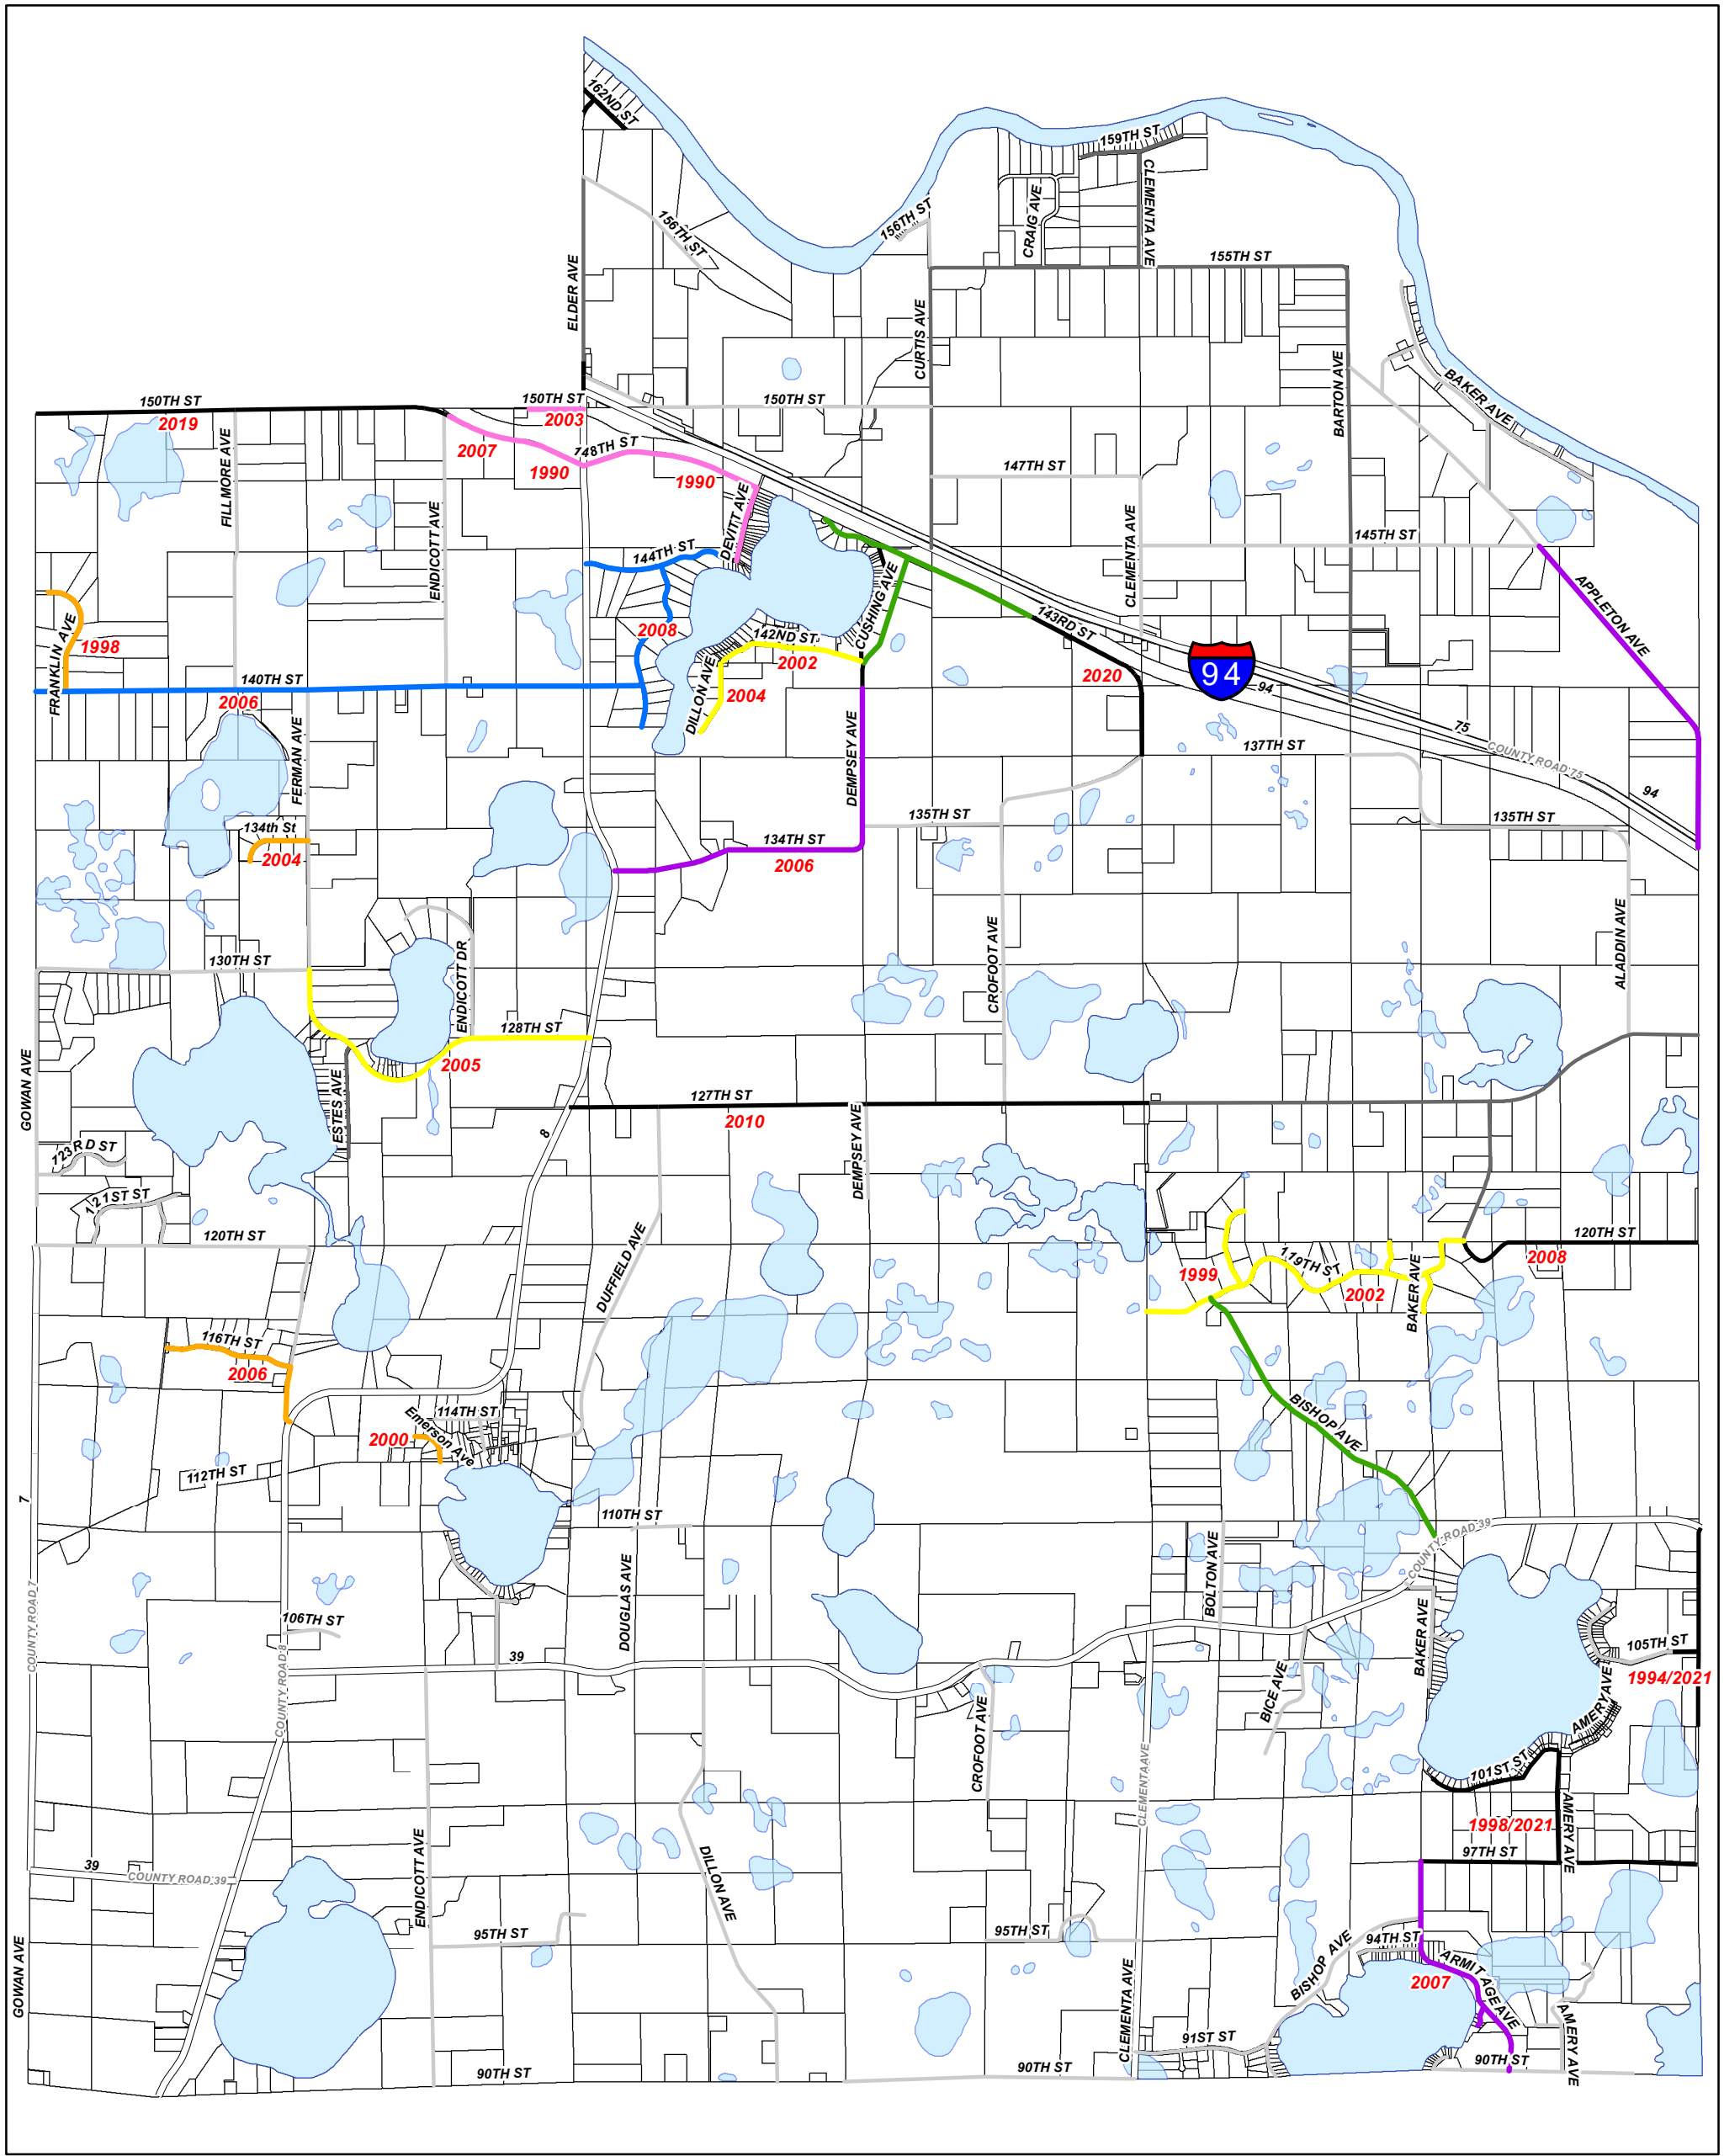 162ND ST
159TH ST
CLEMENTA AVE
CRAIG AVE
156TH ST
156TH ST
155TH ST
ELDER AVE
CURTIS AVE
BARTON AVE
BAKER AVE
150TH ST
2019
150TH ST
2003
150TH ST
FILLMORE AVE
2007
148TH ST
1990
1990
147TH ST
ENDICOTT AVE
DEVITT AVE
CLEMENTA AVE
145TH ST
144TH ST
CUSHING AVE
APPLETON AVE
FRANKLIN AVE
1998
2008
142ND ST
2002
143RD ST
2020
94
94
140TH ST
2006
DILLON AVE
2004
75
COUNTY ROAD 75
94
FERMAN AVE
DEMPSEY AVE
137TH ST
134th St
2004
134TH ST
2006
135TH ST
135TH ST
130TH ST
ENDICOTT DR
CROFOOT AVE
ALADDIN AVE
128TH ST
2005
GOWAN AVE
ESTES AVE
127TH ST
2010
8
DEMPSEY AVE
123RD ST
121ST ST
120TH ST
DUFFIELD AVE
120TH ST
2008
119TH ST
1999
2002
BAKER AVE
116TH ST
2006
114TH ST
Emerson Ave
2000
BISHOP AVE
112TH ST
7
110TH ST
COUNTY ROAD 39
BOLTON AVE
DOUGLAS AVE
COUNTY ROAD 7
106TH ST
COUNTY ROAD 8
39
BAKER AVE
105TH ST
1994/2021
BICE AVE
CROFOOT AVE
AMERY AVE
101ST ST
CLEMENTA AVE
1998/2021
AMERY AVE
97TH ST
39
COUNTY ROAD 39
ENDICOTT AVE
DILLON AVE
95TH ST
95TH ST
94TH ST
BISHOP AVE
ARMITAGE AVE
2007
GOWAN AVE
CLEMENTA AVE
91ST ST
AMERY AVE
90TH ST
90TH ST
90TH ST